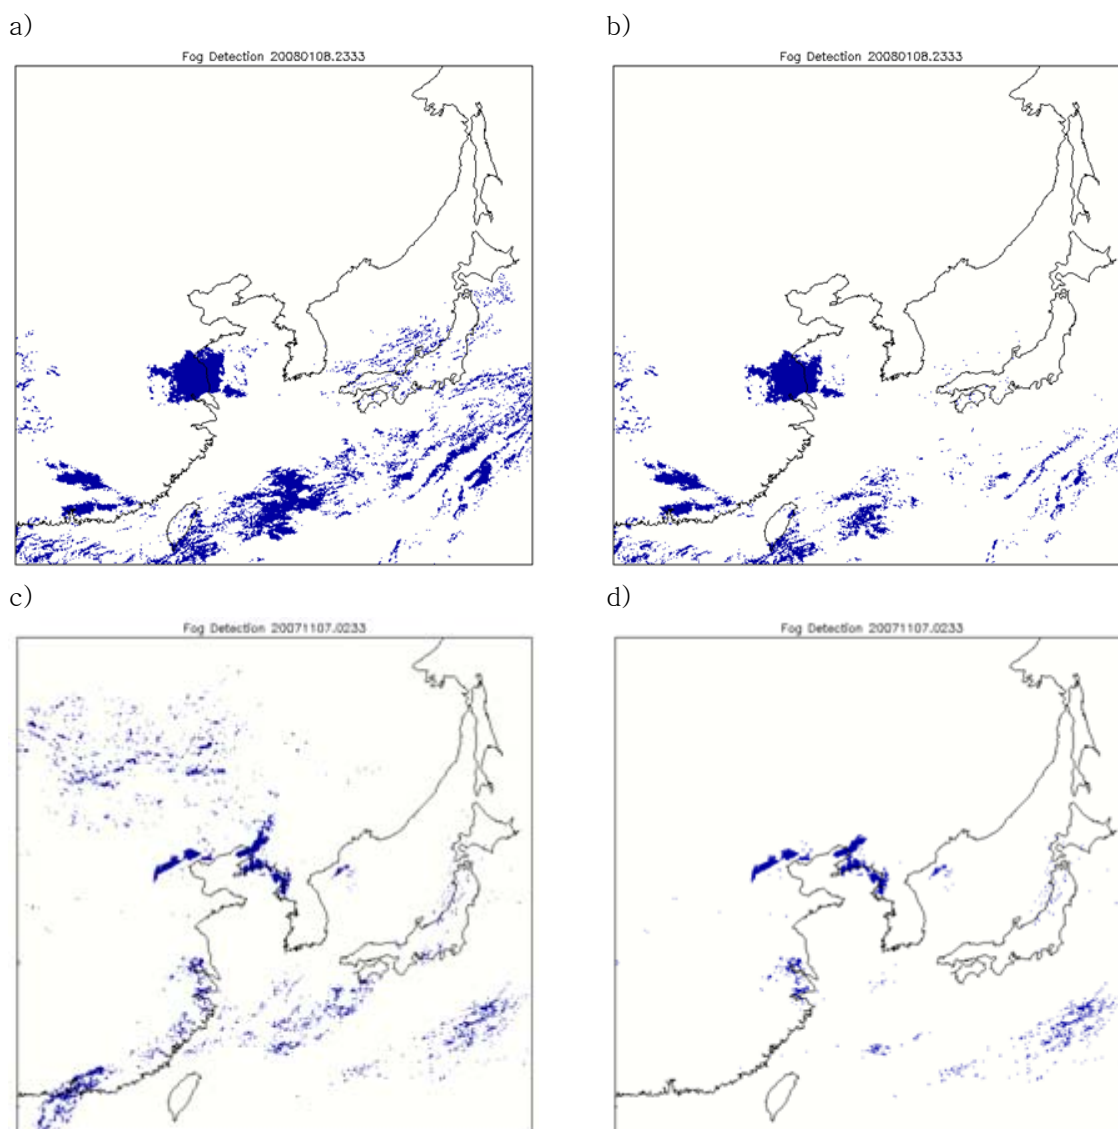 a)
b)
Fog Detection 20080108.2333
Fog Detection 20080108.2333
c)
d)
Fog Detection 20071107.0233
Fog Detection 20071107.0233